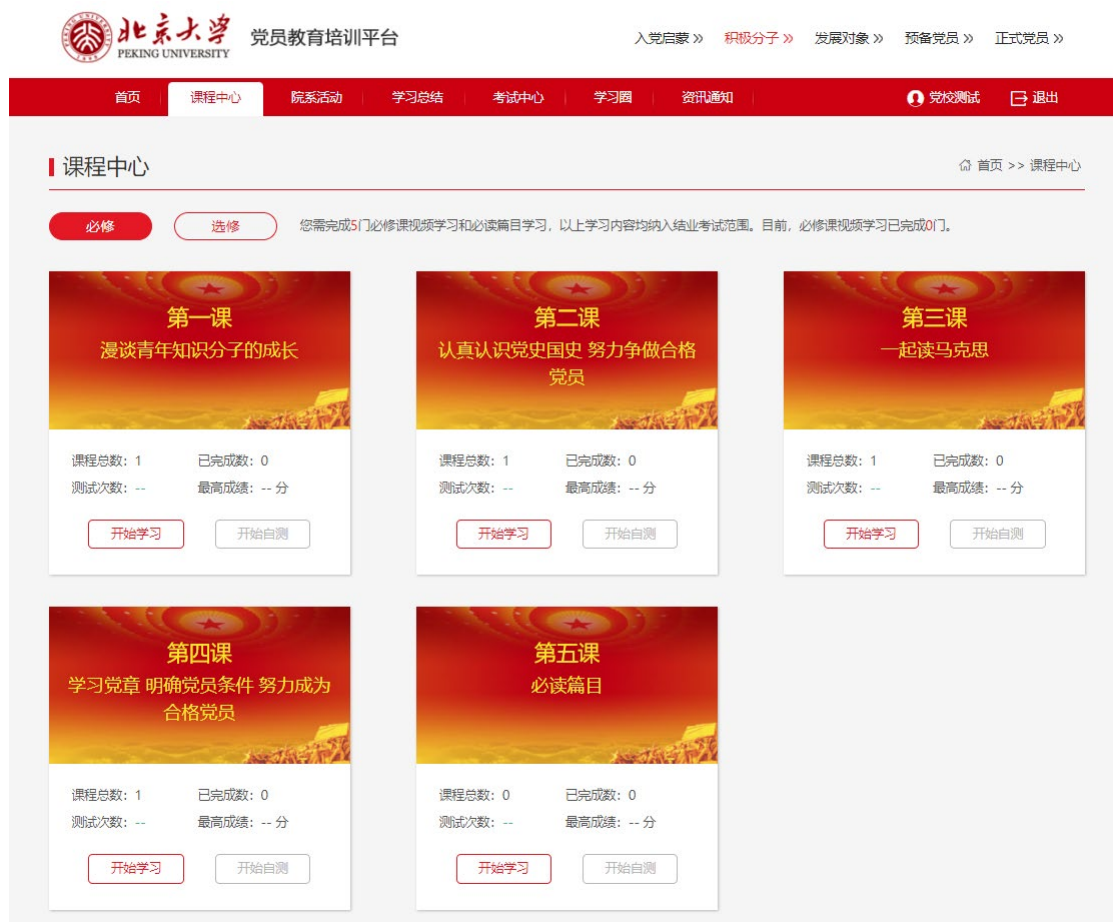 北京大学
PEKING UNIVERSITY
1898
党员教育培训平台
入党启蒙 » 积极分子 » 发展对象 » 预备党员 » 正式党员 »
首页 课程中心 院系活动 学习总结 考试中心 学习圈 资讯通知 党校测试 退出
课程中心
首页 >> 课程中心
必修 选修 您需完成5门必修课视频学习和必读篇目学习，以上学习内容均纳入结业考试范围。目前，必修课视频学习已完成0门。
第一课
漫谈青年知识分子的成长
课程总数：1 已完成数：0
测试次数：-- 最高成绩：-- 分
开始学习 开始自测
第二课
认真认识党史国史 努力争做合格
党员
课程总数：1 已完成数：0
测试次数：-- 最高成绩：-- 分
开始学习 开始自测
第三课
一起读马克思
课程总数：1 已完成数：0
测试次数：-- 最高成绩：-- 分
开始学习 开始自测
第四课
学习党章 明确党员条件 努力成为
合格党员
课程总数：1 已完成数：0
测试次数：-- 最高成绩：-- 分
开始学习 开始自测
第五课
必读篇目
课程总数：0 已完成数：0
测试次数：-- 最高成绩：-- 分
开始学习 开始自测